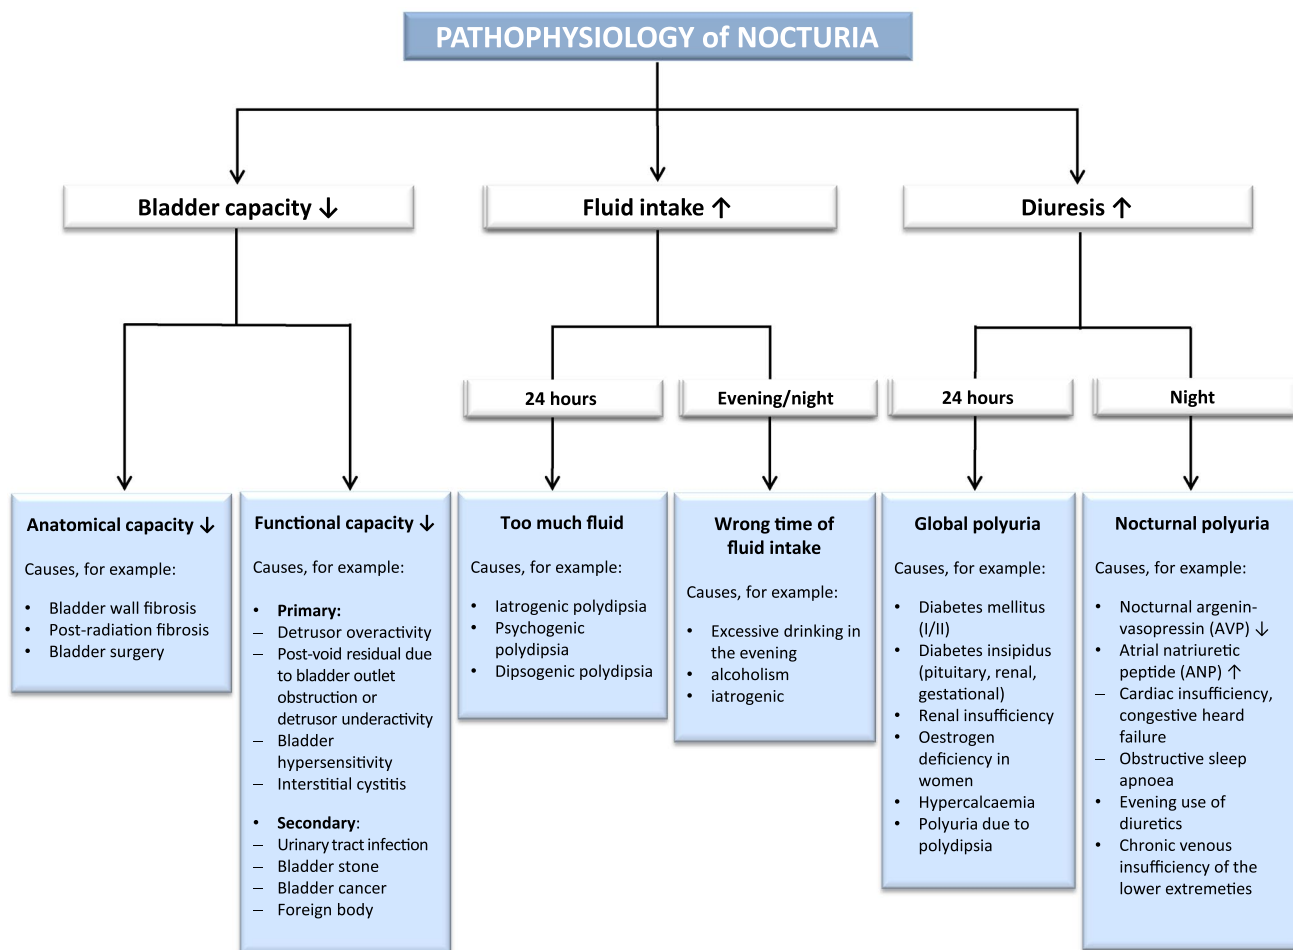 PATHOPHYSIOLOGY of NOCTURIA
Bladder capacity ↓
Fluid intake ↑
Diuresis ↑
24 hours
Evening/night
24 hours
Night
Anatomical capacity ↓
Causes, for example:
• Bladder wall fibrosis
• Post-radiation fibrosis
• Bladder surgery
Functional capacity ↓
Causes, for example:
• Primary:
– Detrusor overactivity
– Post-void residual due
to bladder outlet
obstruction or
detrusor underactivity
– Bladder
hypersensitivity
– Interstitial cystitis
• Secondary:
– Urinary tract infection
– Bladder stone
– Bladder cancer
– Foreign body
Too much fluid
Causes, for example:
• Iatrogenic polydipsia
• Psychogenic
polydipsia
• Dipsogenic polydipsia
Wrong time of
fluid intake
Causes, for example:
• Excessive drinking in
the evening
• alcoholism
• iatrogenic
Global polyuria
Causes, for example:
• Diabetes mellitus
(I/II)
• Diabetes insipidus
(pituitary, renal,
gestational)
• Renal insufficiency
• Oestrogen
deficiency in
women
• Hypercalcaemia
• Polyuria due to
polydipsia
Nocturnal polyuria
Causes, for example:
• Nocturnal argenin-
vasopressin (AVP) ↓
• Atrial natriuretic
peptide (ANP) ↑
– Cardiac insufficiency,
congestive heard
failure
– Obstructive sleep
apnoea
• Evening use of
diuretics
• Chronic venous
insufficiency of the
lower extremeties